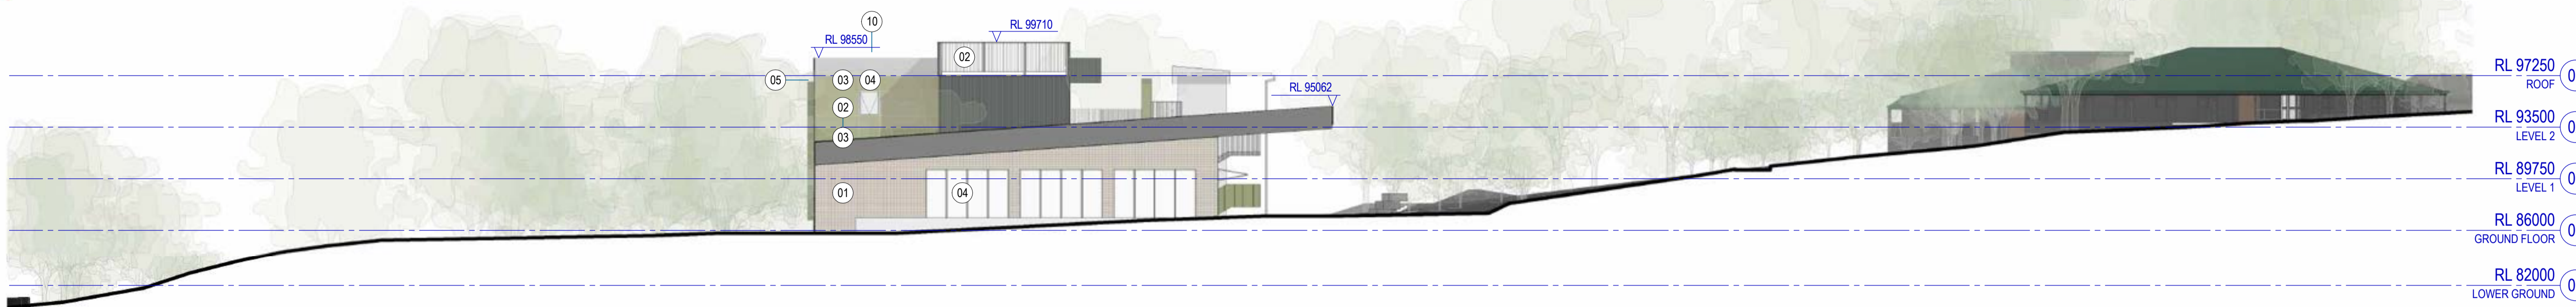 10
RL 99710
RL 98550
02
05
03
04
RL 97250
ROOF
RL 95062
02
03
RL 93500
LEVEL 2
RL 89750
LEVEL 1
01
04
RL 86000
GROUND FLOOR
RL 82000
LOWER GROUND